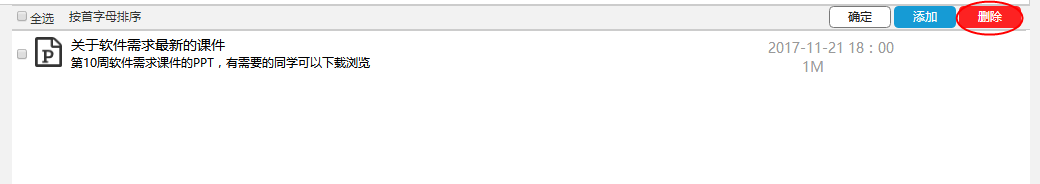 全选 按首字母排序 确定 添加 删除
关于软件需求最新的课件 2017-11-21 18：00
第10周软件需求课件的PPT，有需要的同学可以下载浏览 1M
P